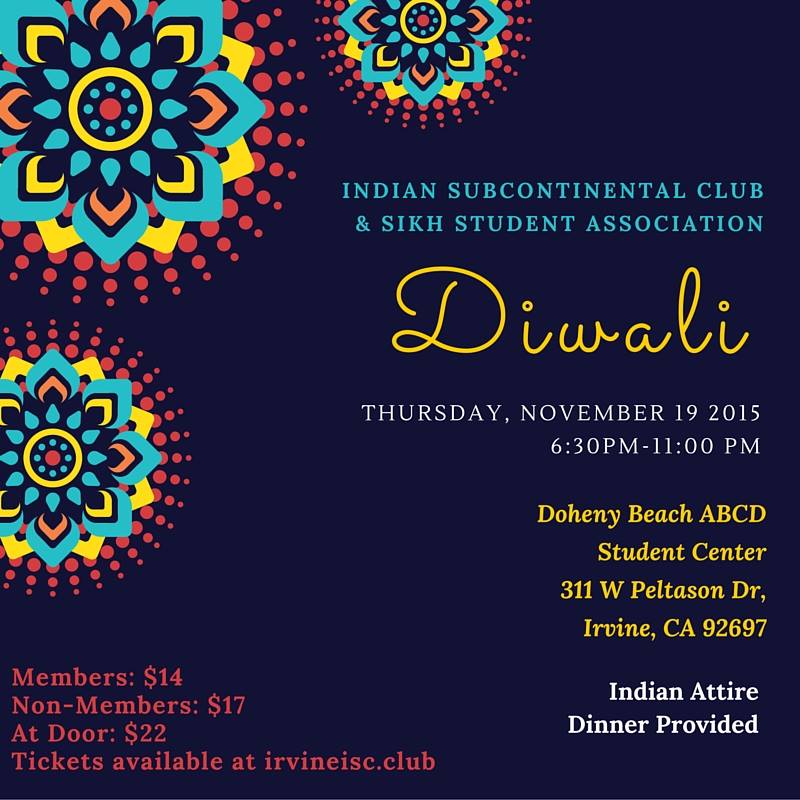 INDIAN SUBCONTINENTAL CLUB
& SIKH STUDENT ASSOCIATION
Diwali
THURSDAY, NOVEMBER 19 2015
6:30PM-11:00 PM
Doheny Beach ABCD
Student Center
311 W Peltason Dr,
Irvine, CA 92697
Indian Attire
Dinner Provided
Members: $14
Non-Members: $17
At Door: $22
Tickets available at irvineisc.club